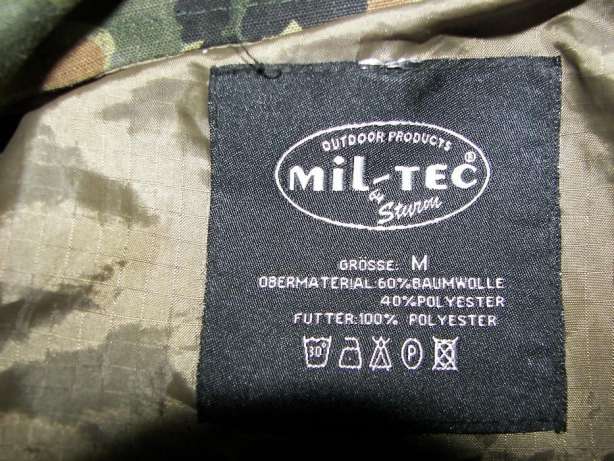 OUTDOOR PRODUCTS
MiL-TEC ®
by Sturm
GRÖSSE: M
OBERMATERIAL:60%BAUMWOLLE
40%POLYESTER
FUTTER:100% POLYESTER
30° P